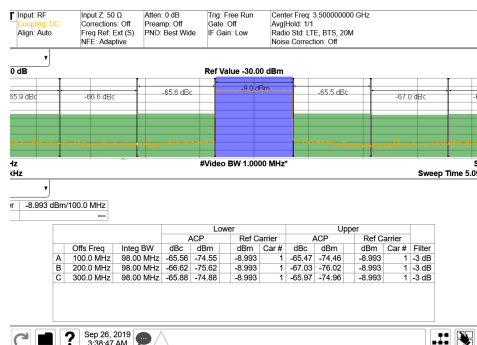 Input: RF Input Z: 50 Ω Atten: 0 dB Trig: Free Run Center Freq: 3.500000000 GHz
Coupling: DC Corrections: Off Preamp: Off Gate: Off Avg|Hold: 1/1
Align: Auto Freq Ref: Ext (S) PNO: Best Wide IF Gain: Low Radio Std: LTE, BTS, 20M
NFE: Adaptive Noise Correction: Off
0 dB Ref Value -30.00 dBm
-9.0 dBm
65.9 dBc -66.6 dBc -65.6 dBc -65.5 dBc -67.0 dBc
Hz #Video BW 1.0000 MHz* S
kHz Sweep Time 5.0
-8.993 dBm/100.0 MHz
---
Lower Upper
ACP Ref Carrier ACP Ref Carrier
Offs Freq Integ BW dBc dBm dBm Car # dBc dBm dBm Car # Filter
A 100.0 MHz 98.00 MHz -65.56 -74.55 -8.993 1 -65.47 -74.46 -8.993 1 -3 dB
B 200.0 MHz 98.00 MHz -66.62 -75.62 -8.993 1 -67.03 -76.02 -8.993 1 -3 dB
C 300.0 MHz 98.00 MHz -65.88 -74.88 -8.993 1 -65.97 -74.96 -8.993 1 -3 dB
? Sep 26, 2019
3:38:47 AM